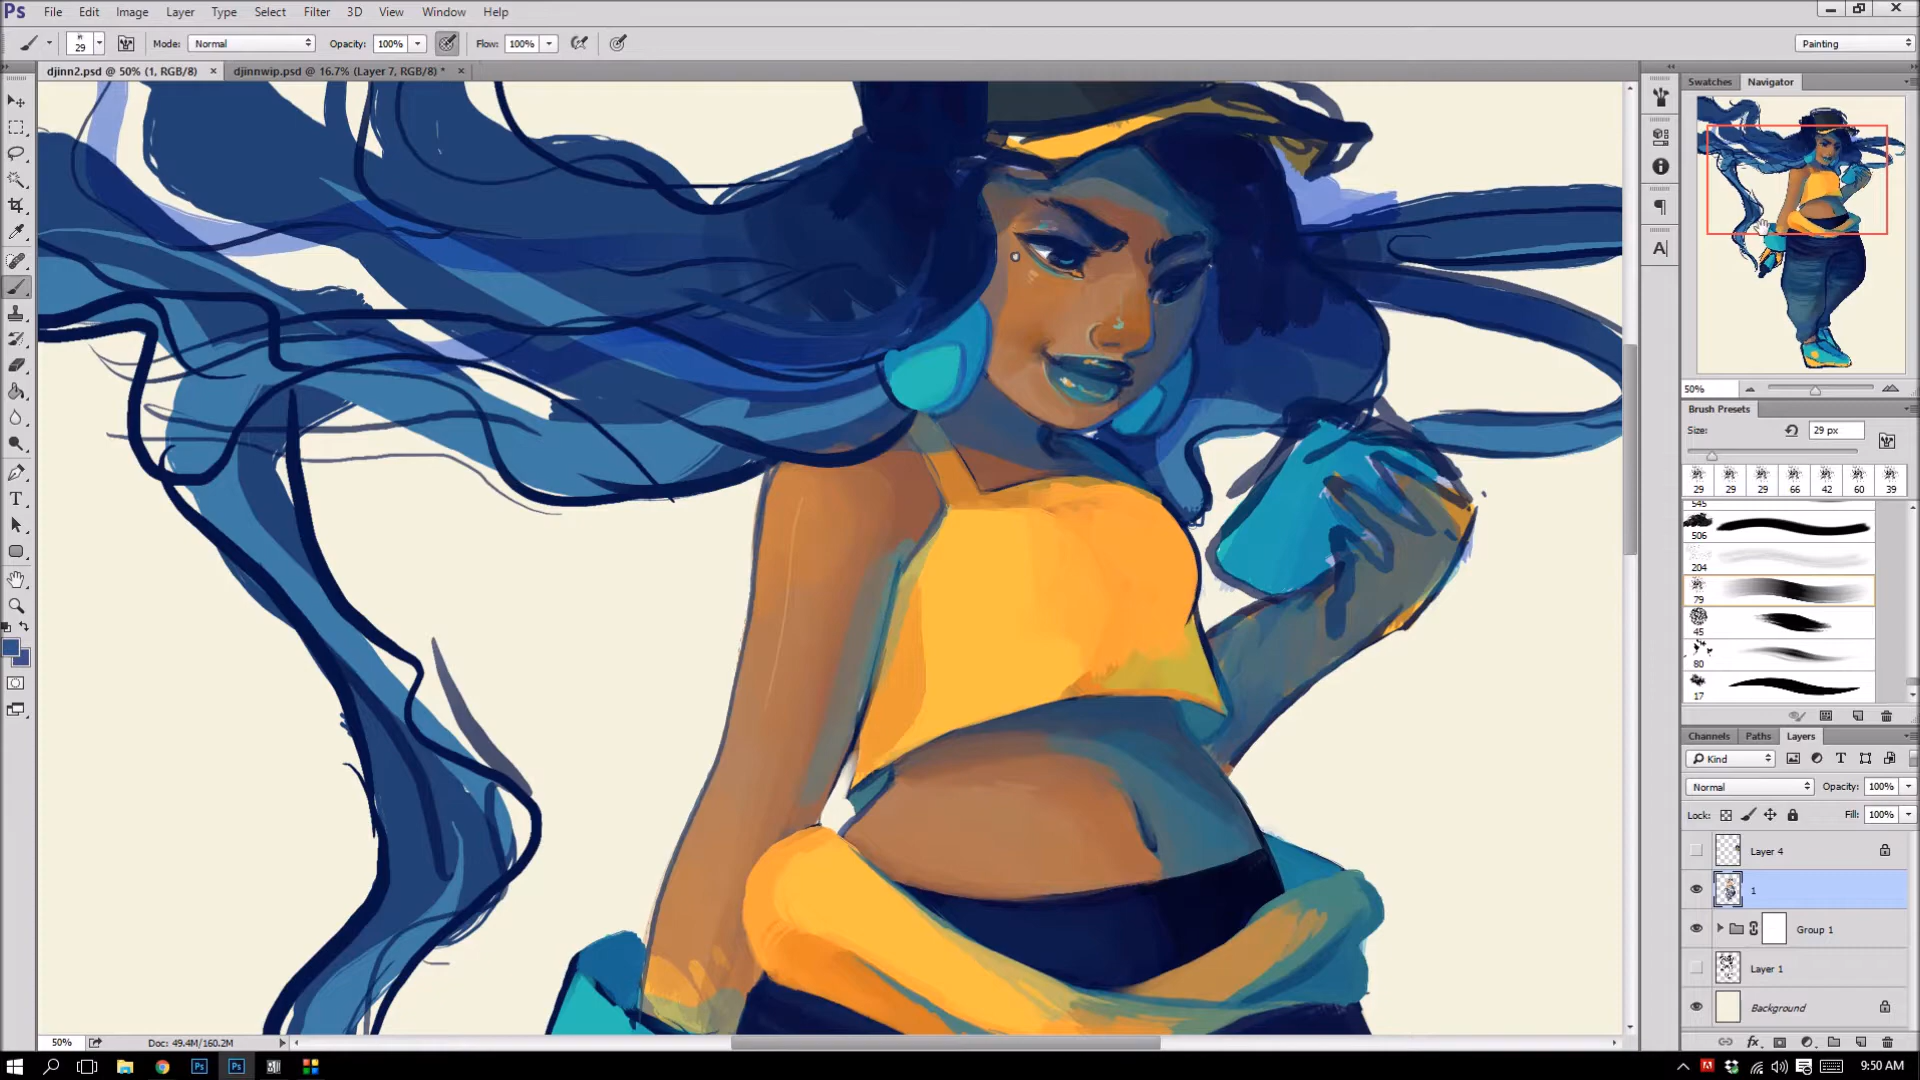 Ps File Edit Image Layer Type Select Filter 3D View Window Help
29 Mode: Normal Opacity: 100% Flow: 100% Painting
djinn2.psd @ 50% (1, RGB/8) × djinnwip.psd @ 16.7% (Layer 7, RGB/8) * ×
Swatches Navigator
50%
Brush Presets
Size: 29 px
29 29 29 66 42 60 39
545
506
204
79
45
80
17
Channels Paths Layers
Kind
Normal Opacity: 100%
Lock: Fill: 100%
Layer 4
1
Group 1
Layer 1
Background
50% Doc: 49.4M/160.2M
9:50 AM